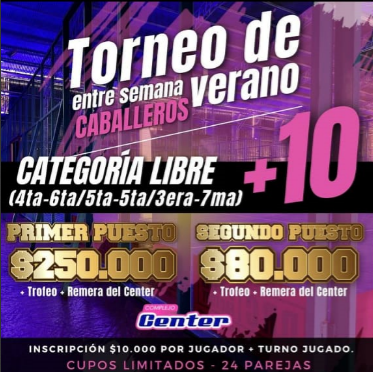 Torneo de
entre semana verano
CABALLEROS
CATEGORÍA LIBRE +10
(4ta-6ta/5ta-5ta/3era-7ma)
PRIMER PUESTO SEGUNDO PUESTO
$250.000 $80.000
+ Trofeo + Remera del Center + Trofeo + Remera del Center
COMPLEJO
Center
INSCRIPCIÓN $10.000 POR JUGADOR + TURNO JUGADO.
CUPOS LIMITADOS - 24 PAREJAS